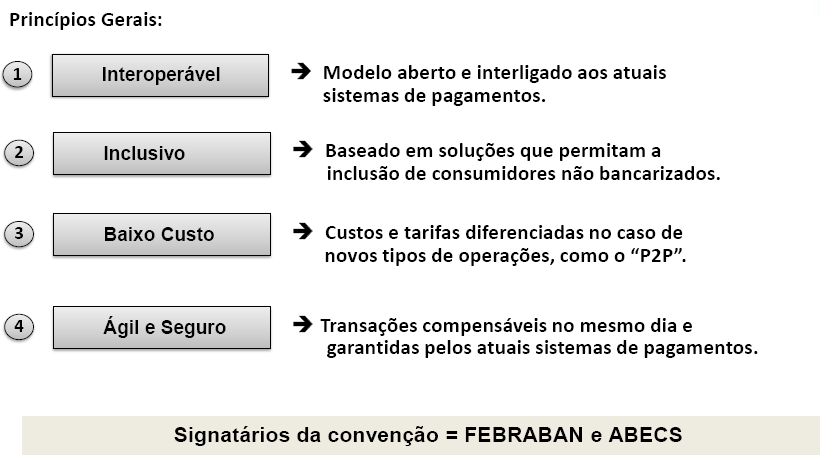 Princípios Gerais:
1 Interoperável ➔ Modelo aberto e interligado aos atuais
sistemas de pagamentos.
2 Inclusivo ➔ Baseado em soluções que permitam a
inclusão de consumidores não bancarizados.
3 Baixo Custo ➔ Custos e tarifas diferenciadas no caso de
novos tipos de operações, como o “P2P”.
4 Ágil e Seguro ➔ Transações compensáveis no mesmo dia e
garantidas pelos atuais sistemas de pagamentos.
Signatários da convenção = FEBRABAN e ABECS